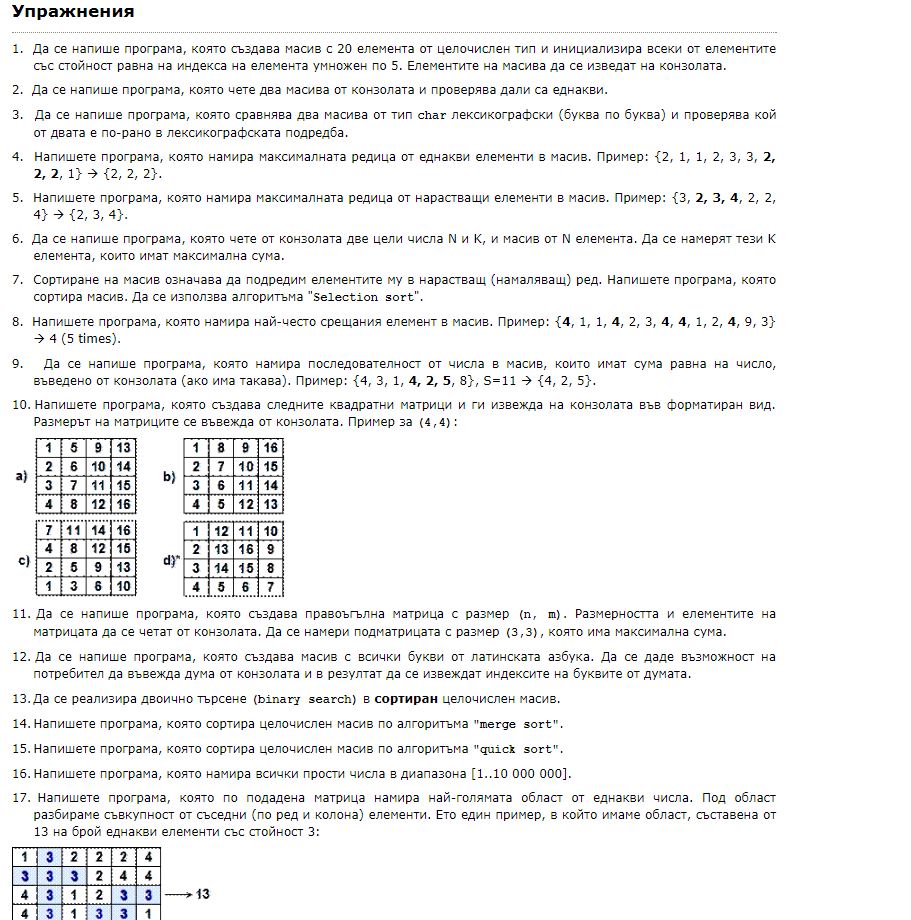 Упражнения
1. Да се напише програма, която създава масив с 20 елемента от целочислен тип и инициализира всеки от елементите
със стойност равна на индекса на елемента умножен по 5. Елементите на масива да се изведат на конзолата.
2. Да се напише програма, която чете два масива от конзолата и проверява дали са еднакви.
3. Да се напише програма, която сравнява два масива от тип char лексикографски (буква по буква) и проверява кой
от двата е по-рано в лексикографската подредба.
4. Напишете програма, която намира максималната редица от еднакви елементи в масив. Пример: {2, 1, 1, 2, 3, 3, 2,
2, 2, 1} → {2, 2, 2}.
5. Напишете програма, която намира максималната редица от нарастващи елементи в масив. Пример: {3, 2, 3, 4, 2, 2,
4} → {2, 3, 4}.
6. Да се напише програма, която чете от конзолата две цели числа N и K, и масив от N елемента. Да се намерят тези K
елемента, които имат максимална сума.
7. Сортиране на масив означава да подредим елементите му в нарастващ (намаляващ) ред. Напишете програма, която
сортира масив. Да се използва алгоритъма "Selection sort".
8. Напишете програма, която намира най-често срещания елемент в масив. Пример: {4, 1, 1, 4, 2, 3, 4, 4, 1, 2, 4, 9, 3}
→ 4 (5 times).
9. Да се напише програма, която намира последователност от числа в масив, които имат сума равна на число,
въведено от конзолата (ако има такава). Пример: {4, 3, 1, 4, 2, 5, 8}, S=11 → {4, 2, 5}.
10. Напишете програма, която създава следните квадратни матрици и ги извежда на конзолата във форматиран вид.
Размерът на матриците се въвежда от конзолата. Пример за (4,4):
a)
1 5 9 13
2 6 10 14
3 7 11 15
4 8 12 16
b)
1 8 9 16
2 7 10 15
3 6 11 14
4 5 12 13
c)
7 11 14 16
4 8 12 15
2 5 9 13
1 3 6 10
d)*
1 12 11 10
2 13 16 9
3 14 15 8
4 5 6 7
11. Да се напише програма, която създава правоъгълна матрица с размер (n, m). Размерността и елементите на
матрицата да се четат от конзолата. Да се намери подматрицата с размер (3,3), която има максимална сума.
12. Да се напише програма, която създава масив с всички букви от латинската азбука. Да се даде възможност на
потребител да въвежда дума от конзолата и в резултат да се извеждат индексите на буквите от думата.
13. Да се реализира двоично търсене (binary search) в сортиран целочислен масив.
14. Напишете програма, която сортира целочислен масив по алгоритъма "merge sort".
15. Напишете програма, която сортира целочислен масив по алгоритъма "quick sort".
16. Напишете програма, която намира всички прости числа в диапазона [1..10 000 000].
17. Напишете програма, която по подадена матрица намира най-голямата област от еднакви числа. Под област
разбираме съвкупност от съседни (по ред и колона) елементи. Ето един пример, в който имаме област, съставена от
13 на брой еднакви елементи със стойност 3:
1 3 2 2 2 4
3 3 3 2 4 4
4 3 1 2 3 3 → 13
4 3 1 3 3 1